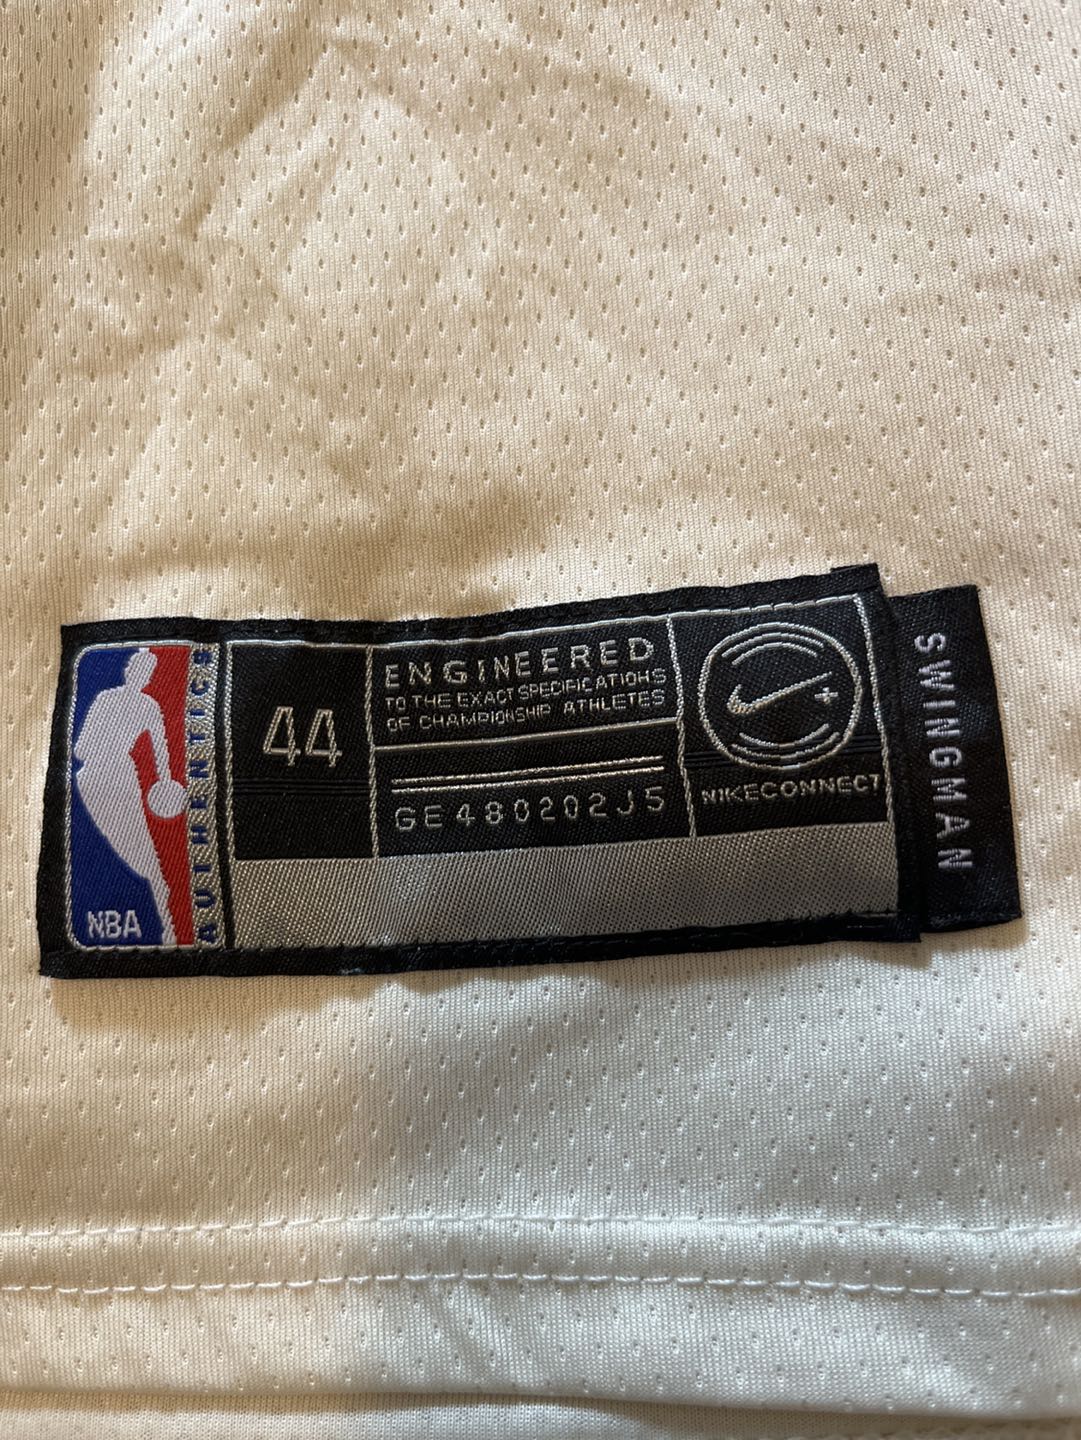 NBA
AUTHENTICS
44
ENGINEERED
TO THE EXACT SPECIFICATIONS
OF CHAMPIONSHIP ATHLETES
GE480202J5
NIKECONNECT
SWINGMAN